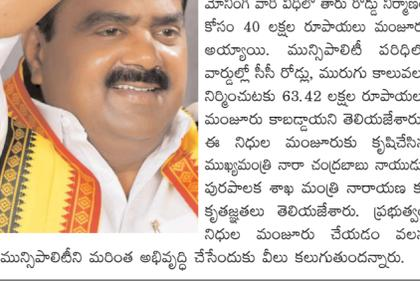 మోనింగ్ వారి వీధిలో తారు రోడ్డు నిర్మాణం
కోసం 40 లక్షల రూపాయలు మంజూరు
అయ్యాయి. మున్సిపాలిటీ పరిధిలో
వార్డుల్లో సీసీ రోడ్లు, మురుగు కాలువలు
నిర్మించుటకు 63.42 లక్షల రూపాయలు
మంజూరు కాబడ్డాయని తెలియజేశారు.
ఈ నిధుల మంజూరుకు కృషిచేసిన
ముఖ్యమంత్రి నారా చంద్రబాబు నాయుడు
పురపాలక శాఖ మంత్రి నారాయణ
కృతజ్ఞతలు తెలియజేశారు. ప్రభుత్వం
నిధుల మంజూరు చేయడం వలన
మున్సిపాలిటీని మరింత అభివృద్ధి చేసేందుకు వీలు కలుగుతుందన్నారు.